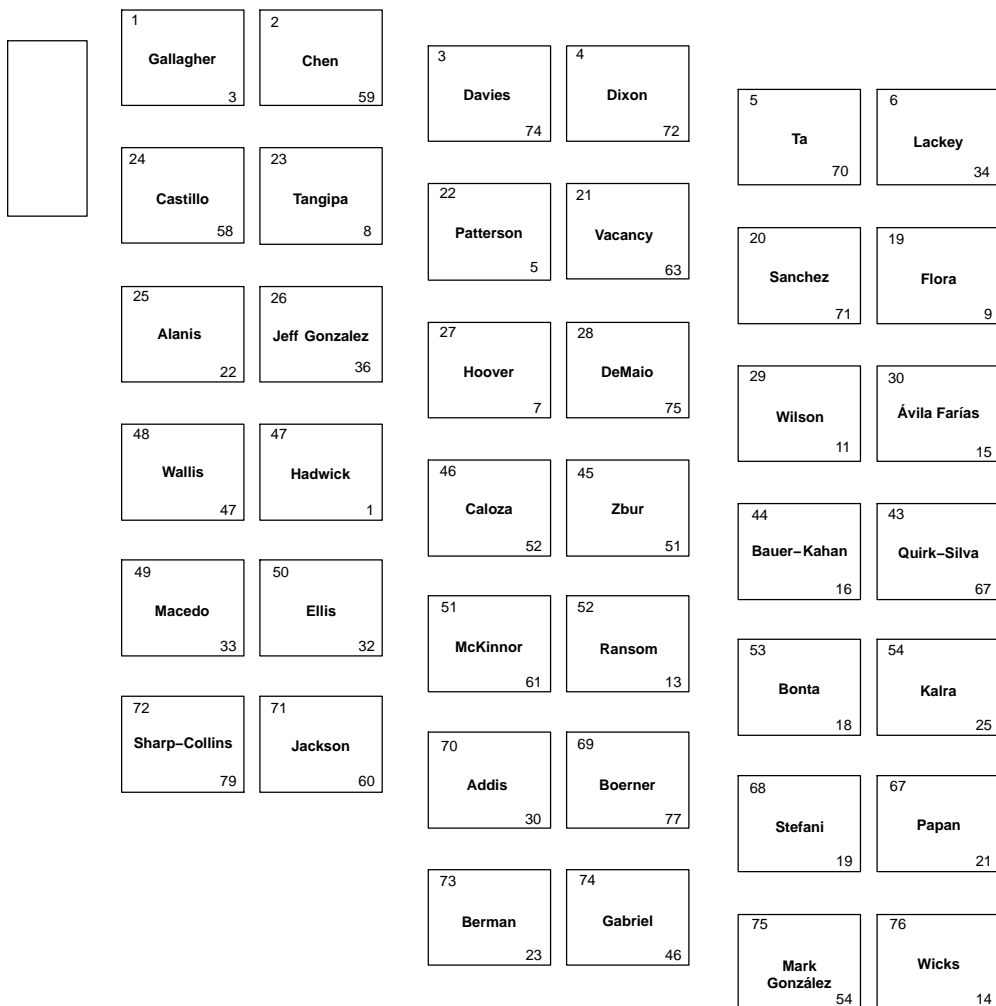 1
Gallagher
3
2
Chen
59
3
Davies
74
4
Dixon
72
5
Ta
70
6
Lackey
34
24
Castillo
58
23
Tangipa
8
22
Patterson
5
21
Vacancy
63
20
Sanchez
71
19
Flora
9
25
Alanis
22
26
Jeff Gonzalez
36
27
Hoover
7
28
DeMaio
75
29
Wilson
11
30
Ávila Farías
15
48
Wallis
47
47
Hadwick
1
46
Caloza
52
45
Zbur
51
44
Bauer–Kahan
16
43
Quirk–Silva
67
49
Macedo
33
50
Ellis
32
51
McKinnor
61
52
Ransom
13
53
Bonta
18
54
Kalra
25
72
Sharp–Collins
79
71
Jackson
60
70
Addis
30
69
Boerner
77
68
Stefani
19
67
Papan
21
73
Berman
23
74
Gabriel
46
75
Mark
González
54
76
Wicks
14